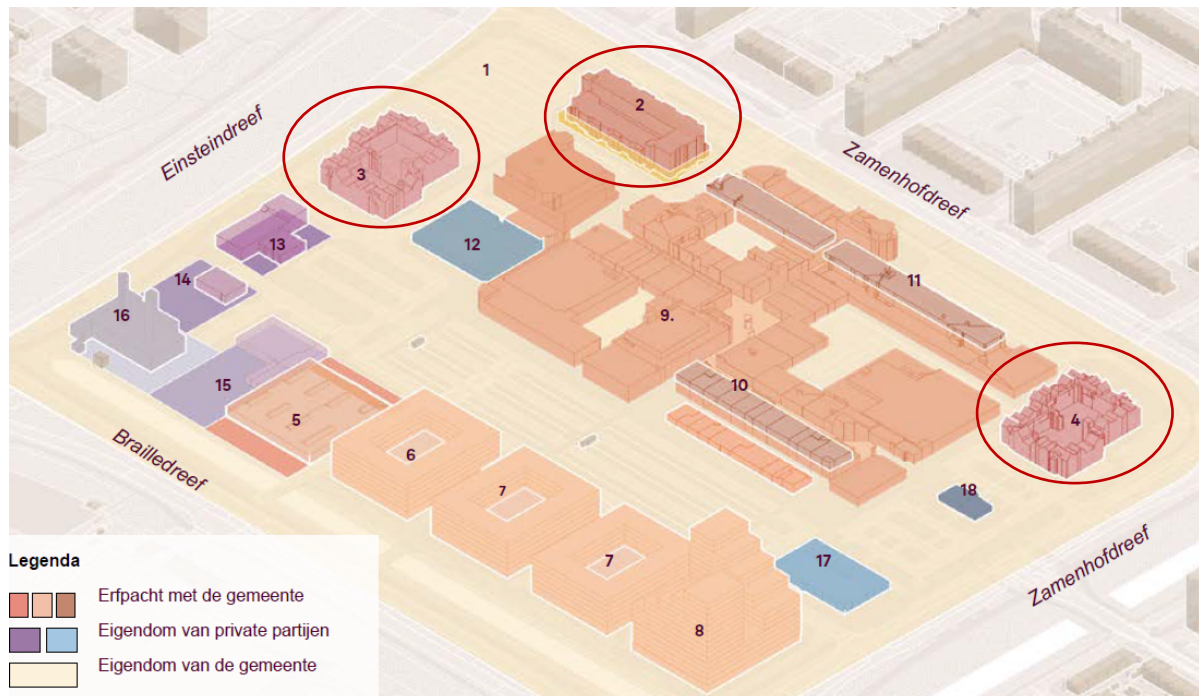 1
2
Einsteindreef
3
Zamenhofdreef
12
13
14
11
16
9.
15
10
5
4
6
Brailledreef
7
18
7
17
Zamenhofdreef
8
Legenda
Erfpacht met de gemeente
Eigendom van private partijen
Eigendom van de gemeente